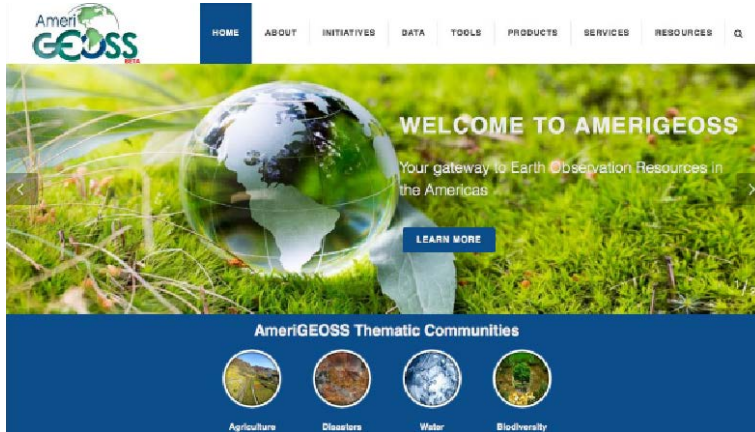 Ameri
GEOSS
BETA
HOME ABOUT INITIATIVES DATA TOOLS PRODUCTS SERVICES RESOURCES
WELCOME TO AMERIGEOSS
Your gateway to Earth Observation Resources in
the Americas
LEARN MORE
AmeriGEOSS Thematic Communities
Agriculture Disasters Water Biodiversity